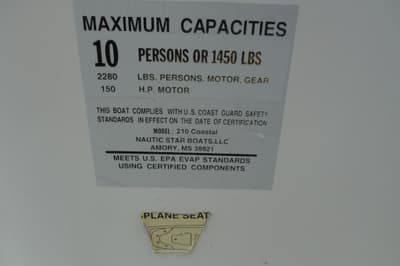 MAXIMUM CAPACITIES
10 PERSONS OR 1450 LBS
2280 LBS. PERSONS. MOTOR. GEAR
150 H.P. MOTOR
THIS BOAT COMPLIES WITH U.S. COAST GUARD SAFETY
STANDARDS IN EFFECT ON THE DATE OF CERTIFICATION
MODEL: 210 Coastal
NAUTIC STAR BOATS.LLC
AMORY, MS 38821
MEETS U.S. EPA EVAP STANDARDS
USING CERTIFIED COMPONENTS
PLANE SEAT